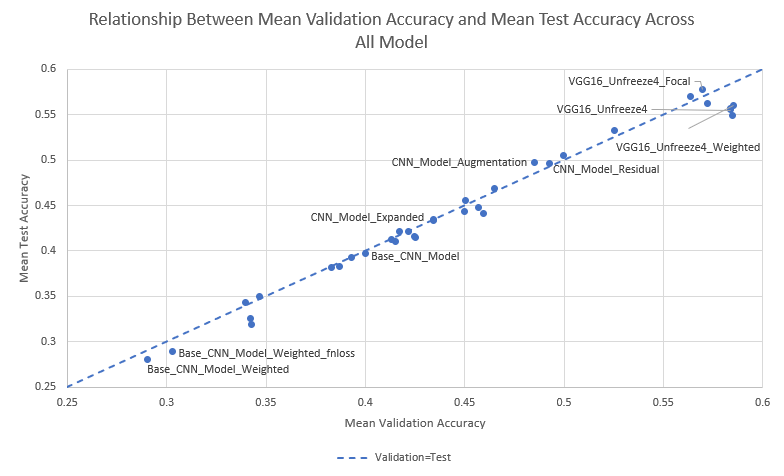 Relationship Between Mean Validation Accuracy and Mean Test Accuracy Across
All Model
0.6
0.55
0.5
0.45
0.4
0.35
0.3
0.25
Mean Test Accuracy
VGG16_Unfreeze4_Focal
VGG16_Unfreeze4
VGG16_Unfreeze4_Weighted
CNN_Model_Augmentation
CNN_Model_Residual
CNN_Model_Expanded
Base_CNN_Model
Base_CNN_Model_Weighted_fnloss
Base_CNN_Model_Weighted
0.25 0.3 0.35 0.4 0.45 0.5 0.55 0.6
Mean Validation Accuracy
Validation=Test